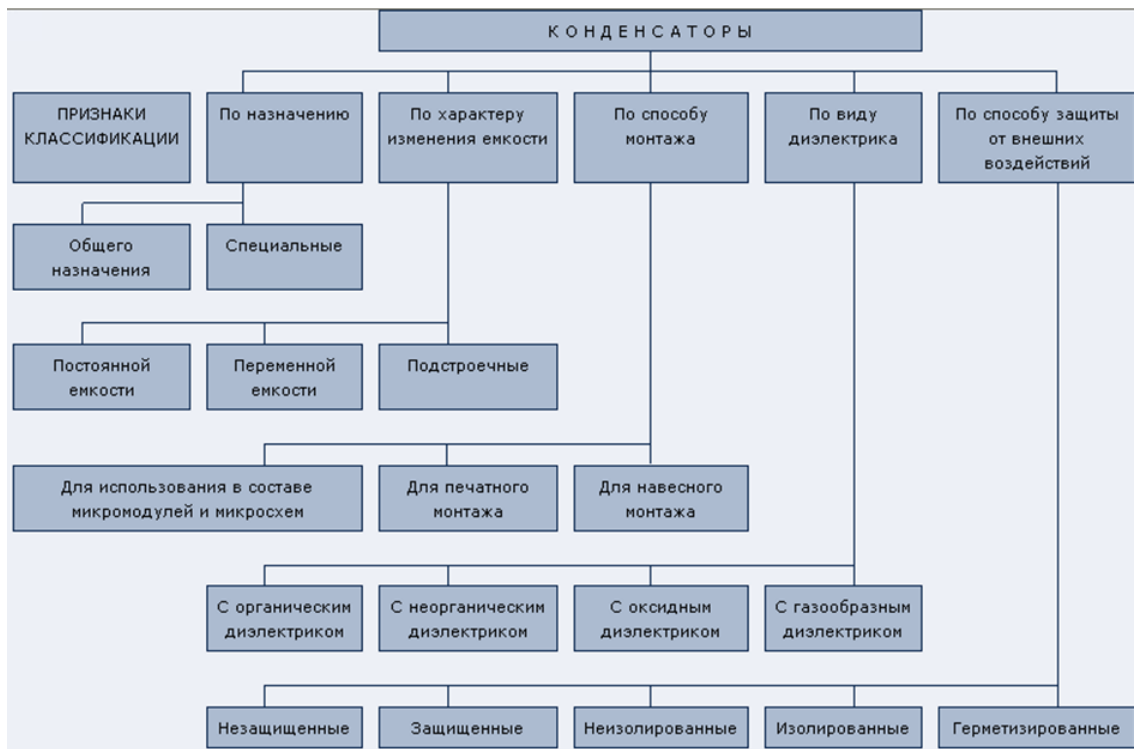 КОНДЕНСАТОРЫ
ПРИЗНАКИ
КЛАССИФИКАЦИИ
По назначению
По характеру
изменения емкости
По способу
монтажа
По виду
диэлектрика
По способу защиты
от внешних
воздействий
Общего
назначения
Специальные
Постоянной
емкости
Переменной
емкости
Подстроечные
Для использования в составе
микромодулей и микросхем
Для печатного
монтажа
Для навесного
монтажа
С органическим
диэлектриком
С неорганическим
диэлектриком
С оксидным
диэлектриком
С газообразным
диэлектриком
Незащищенные
Защищенные
Неизолированные
Изолированные
Герметизированные